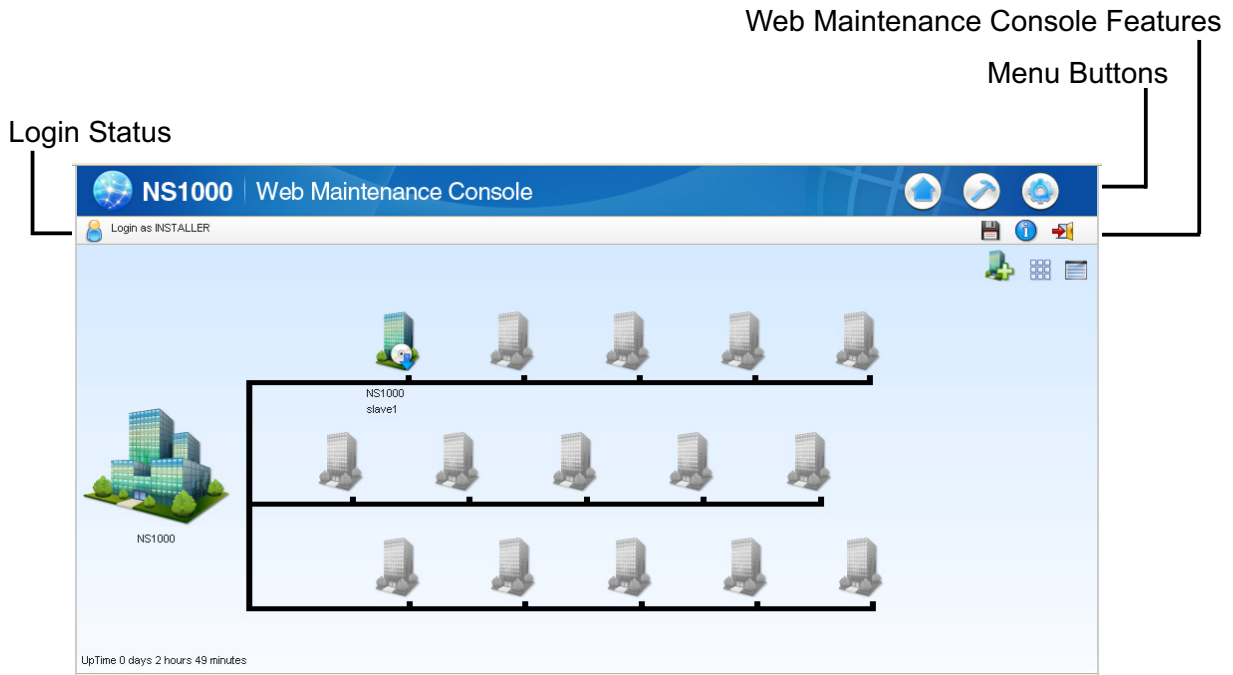 Web Maintenance Console Features
Menu Buttons
Login Status
NS1000 Web Maintenance Console
Login as INSTALLER
NS1000
slave1
NS1000
UpTime 0 days 2 hours 49 minutes